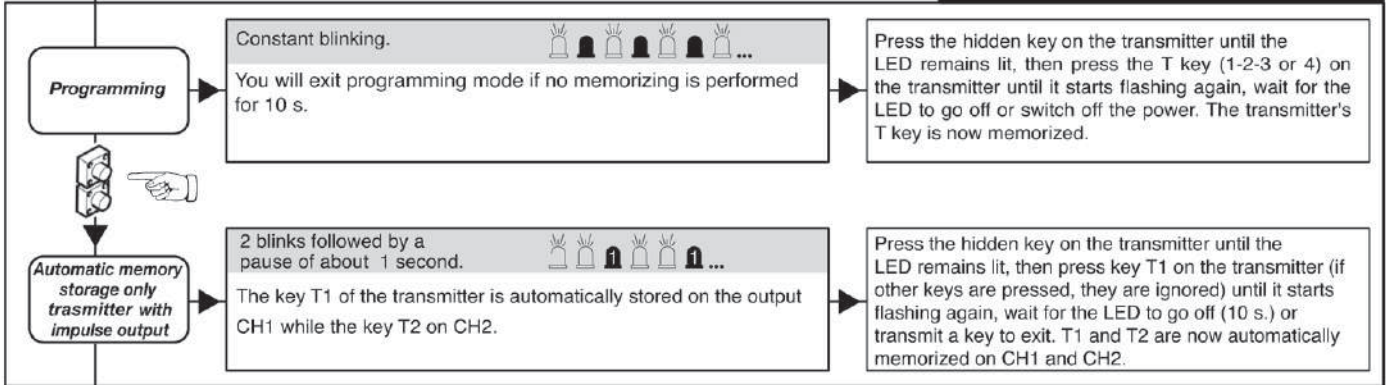 Programming
Constant blinking.
...
You will exit programming mode if no memorizing is performed
for 10 s.
Press the hidden key on the transmitter until the
LED remains lit, then press the T key (1-2-3 or 4) on
the transmitter until it starts flashing again, wait for the
LED to go off or switch off the power. The transmitter's
T key is now memorized.
Automatic memory
storage only
trasmitter with
impulse output
2 blinks followed by a
pause of about 1 second.
1 1 ...
The key T1 of the transmitter is automatically stored on the output
CH1 while the key T2 on CH2.
Press the hidden key on the transmitter until the
LED remains lit, then press key T1 on the transmitter (if
other keys are pressed, they are ignored) until it starts
flashing again, wait for the LED to go off (10 s.) or
transmit a key to exit. T1 and T2 are now automatically
memorized on CH1 and CH2.